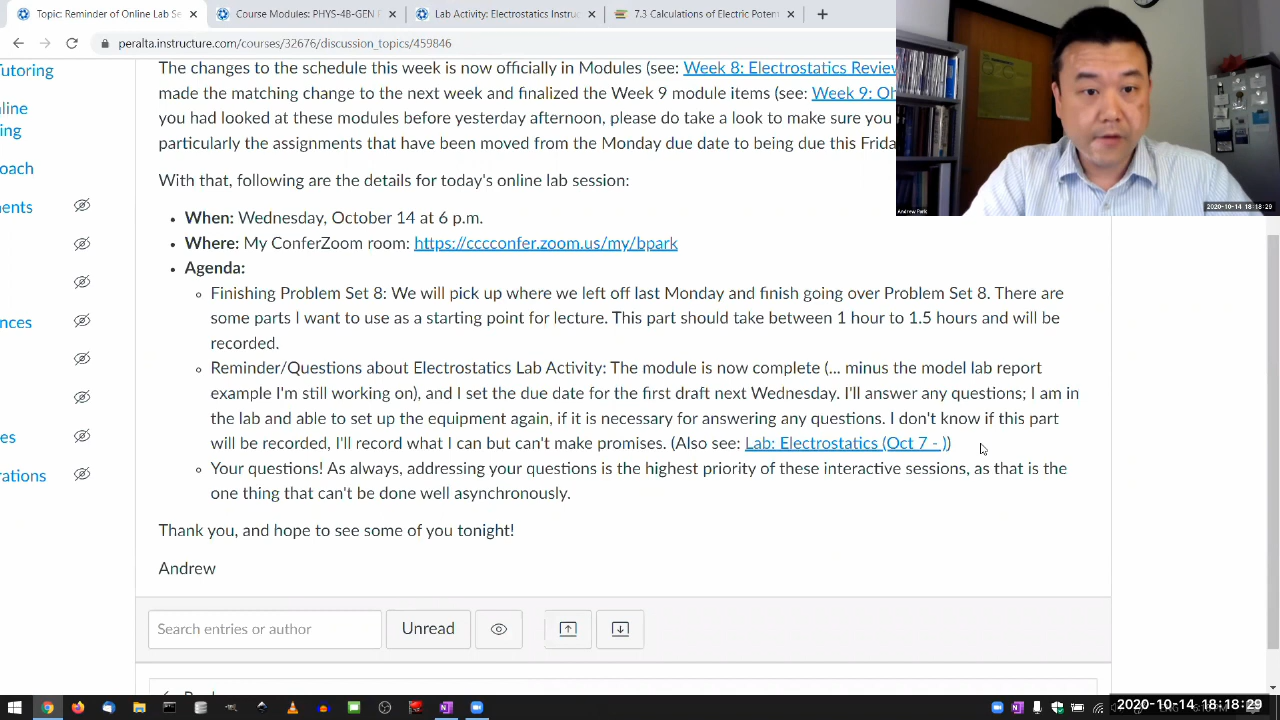 Topic: Reminder of Online Lab Se
Course Modules: PHYS-4B-GEN P
Lab Activity: Electrostatics Instruc
7.3 Calculations of Electric Potent
peralta.instructure.com/courses/32676/discussion_topics/459846
Tutoring
nline
ing
oach
nents
nces
es
rations
The changes to the schedule this week is now officially in Modules (see: Week 8: Electrostatics Review
made the matching change to the next week and finalized the Week 9 module items (see: Week 9: Oh
you had looked at these modules before yesterday afternoon, please do take a look to make sure you
particularly the assignments that have been moved from the Monday due date to being due this Frida
With that, following are the details for today's online lab session:
When: Wednesday, October 14 at 6 p.m.
Where: My ConferZoom room: https://cccconfer.zoom.us/my/bpark
Agenda:
Finishing Problem Set 8: We will pick up where we left off last Monday and finish going over Problem Set 8. There are
some parts I want to use as a starting point for lecture. This part should take between 1 hour to 1.5 hours and will be
recorded.
Reminder/Questions about Electrostatics Lab Activity: The module is now complete (... minus the model lab report
example I'm still working on), and I set the due date for the first draft next Wednesday. I'll answer any questions; I am in
the lab and able to set up the equipment again, if it is necessary for answering any questions. I don't know if this part
will be recorded, I'll record what I can but can't make promises. (Also see: Lab: Electrostatics (Oct 7 - ))
Your questions! As always, addressing your questions is the highest priority of these interactive sessions, as that is the
one thing that can't be done well asynchronously.
Thank you, and hope to see some of you tonight!
Andrew
Search entries or author
Unread
Andrew Park
2020-10-14 18:18:29
2020-10-14 18:18:29